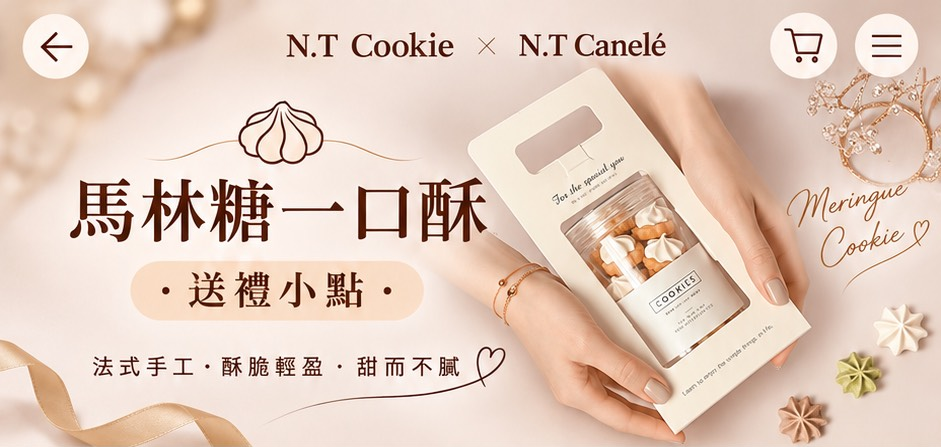 N.T Cookie × N.T Canelé
馬林糖一口酥
·送禮小點·
法式手工·酥脆輕盈·甜而不膩
For the special you
COOKIES
Meringue
Cookie